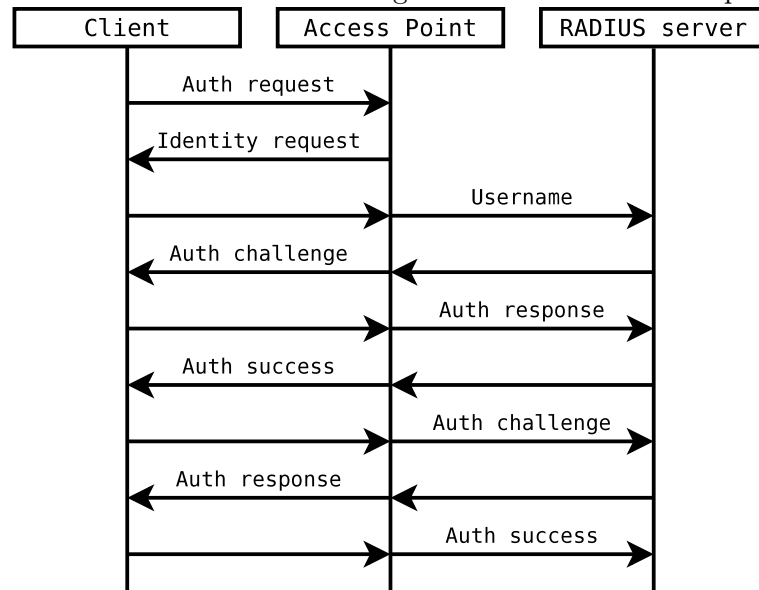 Client Access Point RADIUS server
Auth request
Identity request
Username
Auth challenge
Auth response
Auth success
Auth challenge
Auth response
Auth success